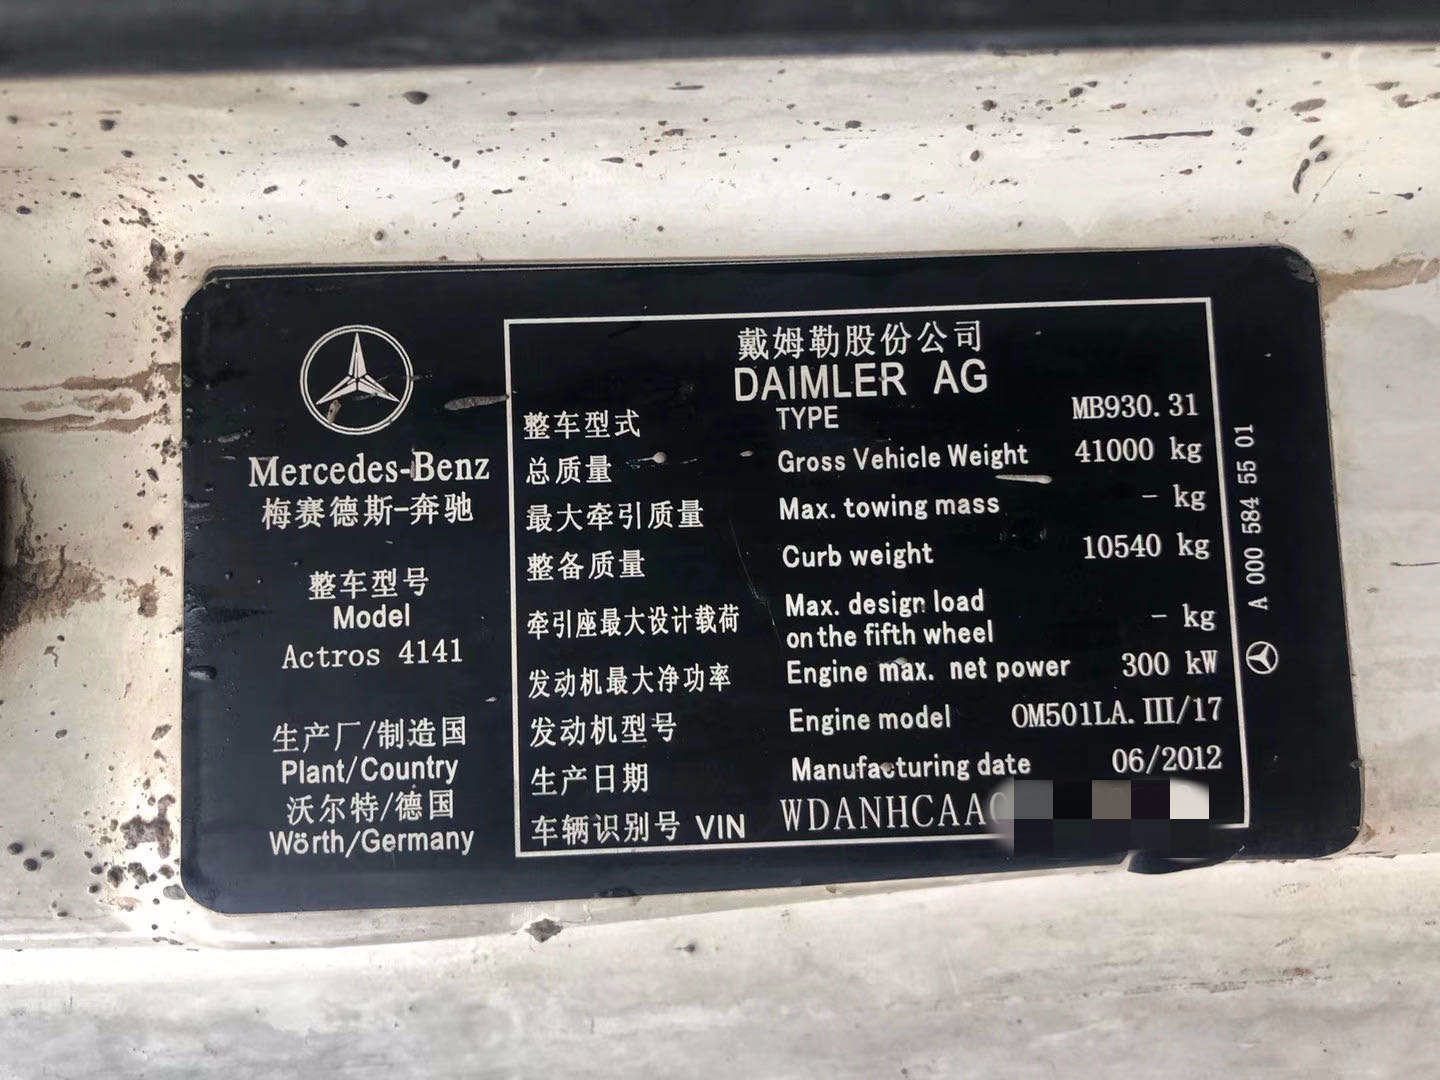 Mercedes-Benz
梅赛德斯-奔驰
整车型号
Model
Actros 4141
生产厂/制造国
Plant/Country
沃尔特/德国
Wörth/Germany
戴姆勒股份公司
DAIMLER AG
整车型式 TYPE MB930.31
总质量 Gross Vehicle Weight 41000 kg
最大牵引质量 Max. towing mass - kg
整备质量 Curb weight 10540 kg
牵引座最大设计载荷 Max. design load
on the fifth wheel - kg
发动机最大净功率 Engine max. net power 300 kW
发动机型号 Engine model OM501LA.III/17
生产日期 Manufacturing date 06/2012
车辆识别号 VIN WDANHCAA
A 000 584 55 01